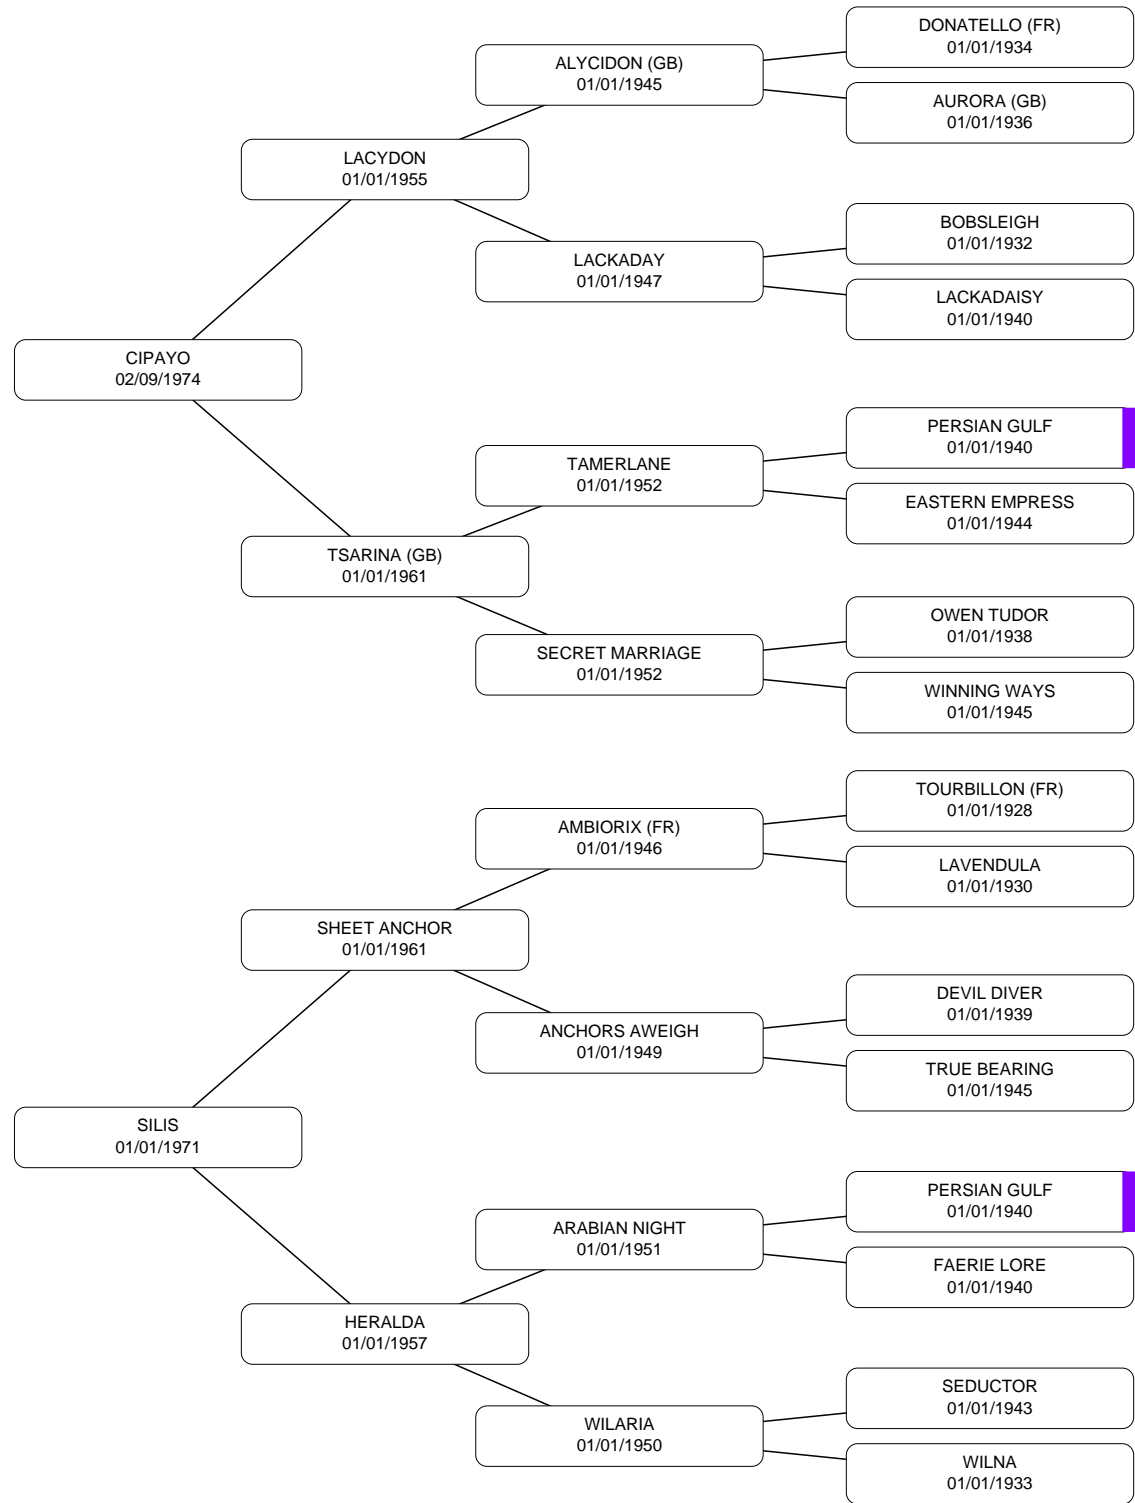 DONATELLO (FR)
01/01/1934
ALYCIDON (GB)
01/01/1945
AURORA (GB)
01/01/1936
LACYDON
01/01/1955
BOBSLEIGH
01/01/1932
LACKADAY
01/01/1947
LACKADAISY
01/01/1940
CIPAYO
02/09/1974
PERSIAN GULF
01/01/1940
TAMERLANE
01/01/1952
EASTERN EMPRESS
01/01/1944
TSARINA (GB)
01/01/1961
OWEN TUDOR
01/01/1938
SECRET MARRIAGE
01/01/1952
WINNING WAYS
01/01/1945
TOURBILLON (FR)
01/01/1928
AMBIORIX (FR)
01/01/1946
LAVENDULA
01/01/1930
SHEET ANCHOR
01/01/1961
DEVIL DIVER
01/01/1939
ANCHORS AWEIGH
01/01/1949
TRUE BEARING
01/01/1945
SILIS
01/01/1971
PERSIAN GULF
01/01/1940
ARABIAN NIGHT
01/01/1951
FAERIE LORE
01/01/1940
HERALDA
01/01/1957
SEDUCTOR
01/01/1943
WILARIA
01/01/1950
WILNA
01/01/1933